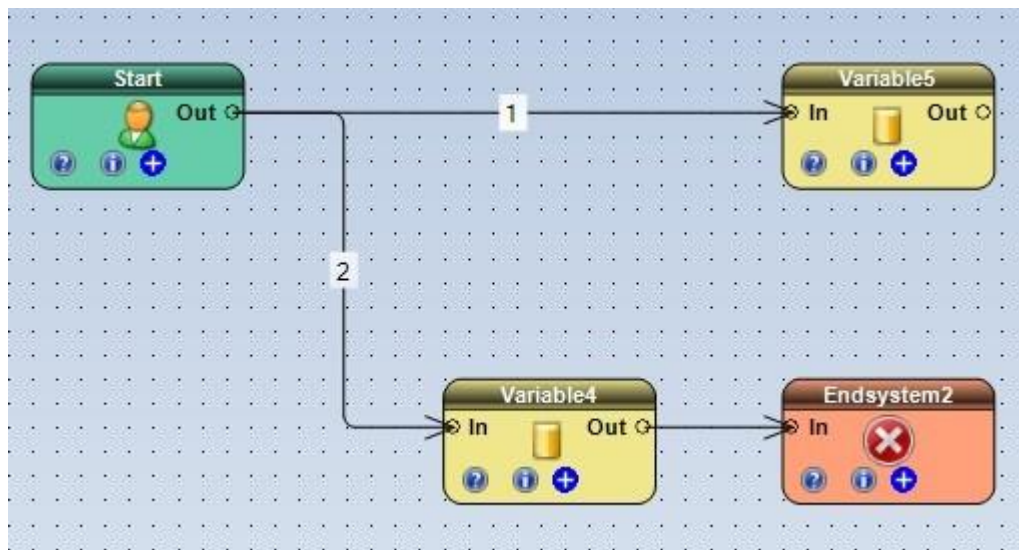 Start
Out
1
Variable5
In
Out
2
Variable4
In
Out
Endsystem2
In